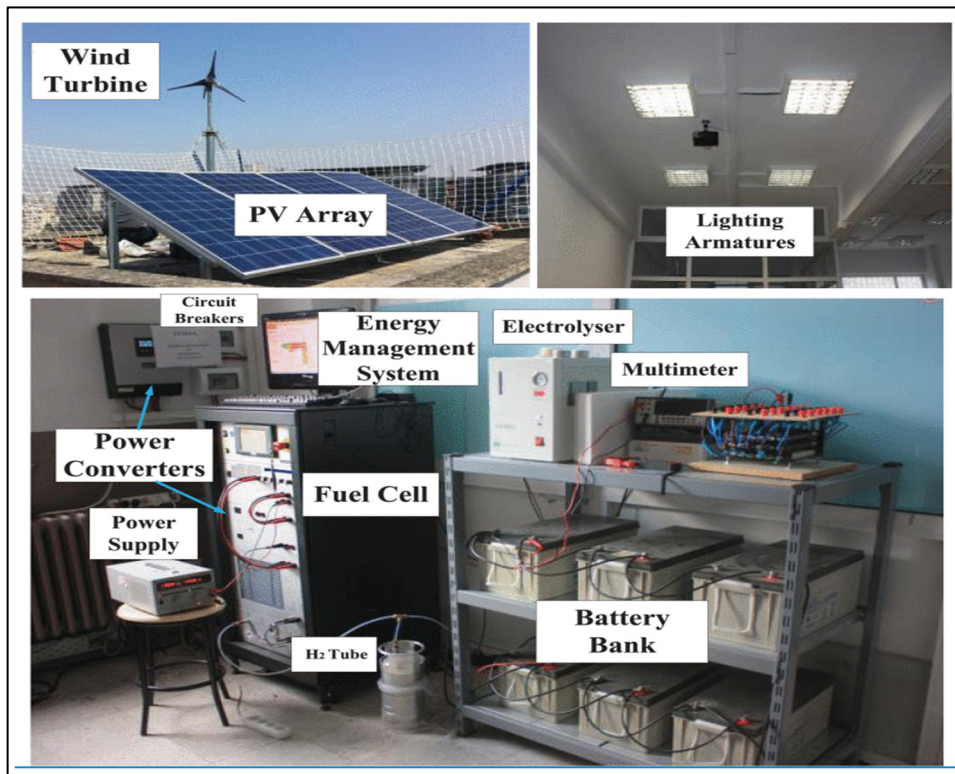 Wind
Turbine
PV Array
Lighting
Armatures
Circuit
Breakers
Energy
Management
System
Electrolyser
Multimeter
Power
Converters
Fuel Cell
Power
Supply
H₂ Tube
Battery
Bank